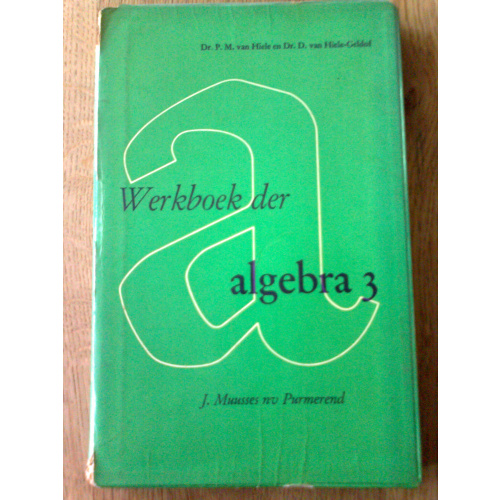 Dr. P. M. van Hiele en Dr. D. van Hiele-Geldof
Werkboek der
algebra 3
J. Muusses nv Purmerend